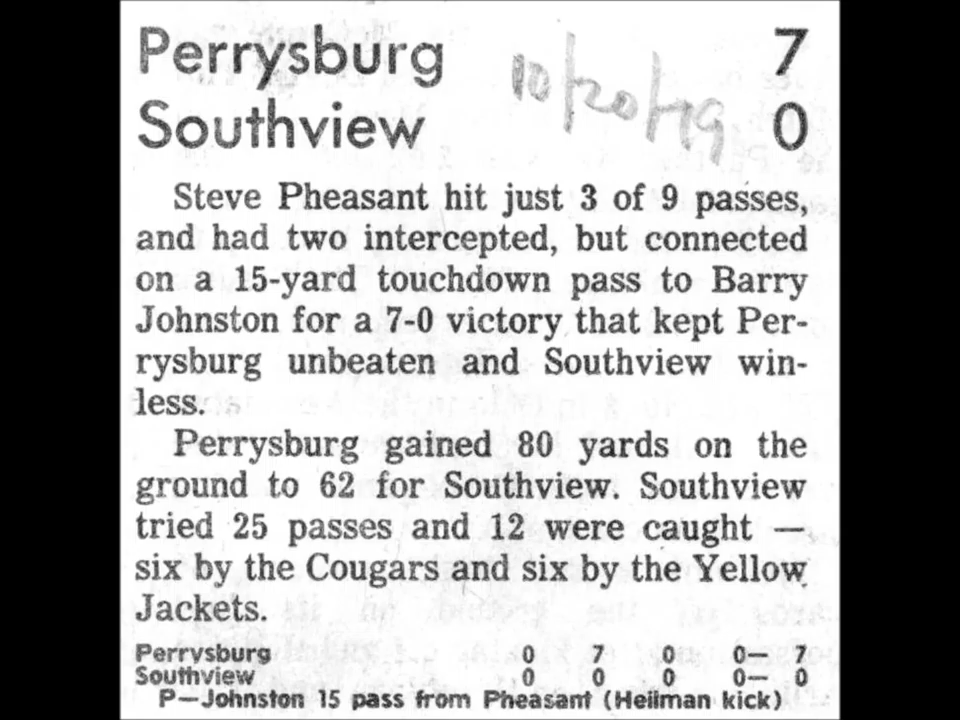 Perrysburg 7
10/20/79
Southview 0
Steve Pheasant hit just 3 of 9 passes,
and had two intercepted, but connected
on a 15-yard touchdown pass to Barry
Johnston for a 7-0 victory that kept Per-
rysburg unbeaten and Southview win-
less.
Perrysburg gained 80 yards on the
ground to 62 for Southview. Southview
tried 25 passes and 12 were caught —
six by the Cougars and six by the Yellow
Jackets.
Perrysburg 0 7 0 0— 7
Southview 0 0 0 0— 0
P—Johnston 15 pass from Pheasant (Heilman kick)